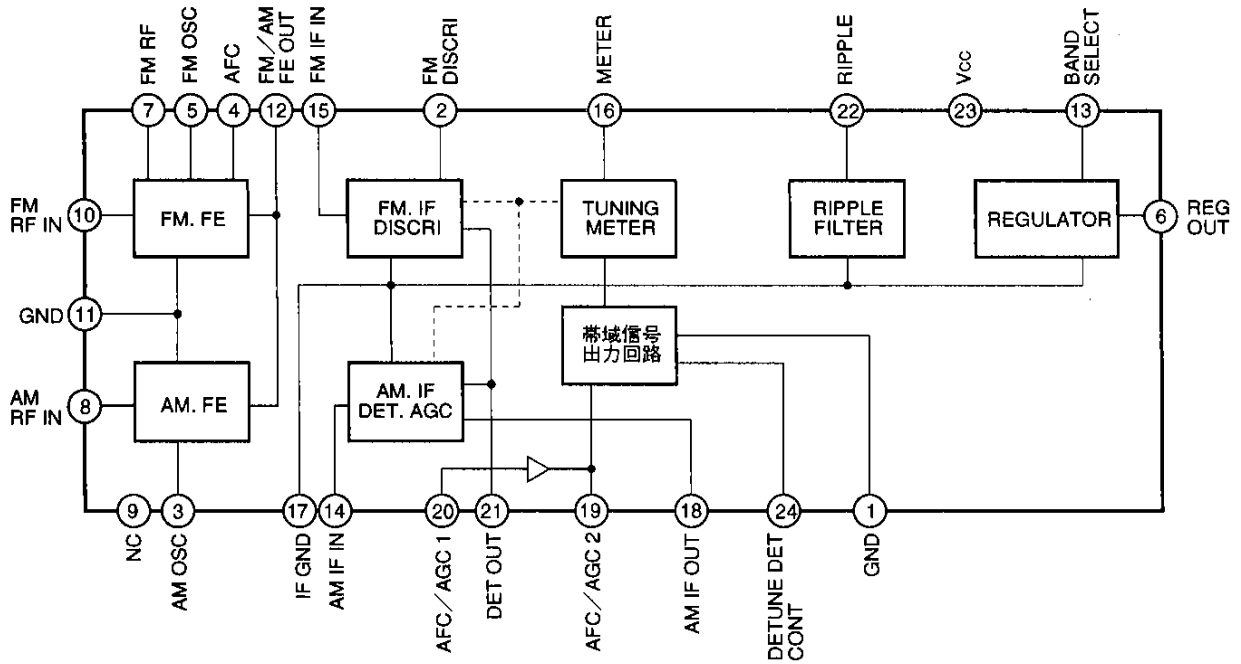 FM RF
FM OSC
AFC
FM/AM
FE OUT
FM IF IN
FM
DISCRI
METER
RIPPLE
Vcc
BAND
SELECT
7
5
4
12
15
2
16
22
23
13
FM
RF IN
10
FM. FE
FM. IF
DISCRI
TUNING
METER
RIPPLE
FILTER
REGULATOR
6
REG
OUT
GND
11
帯域信号
出力回路
AM
RF IN
8
AM. FE
AM. IF
DET. AGC
9
3
17
14
20
21
19
18
24
1
NC
AM OSC
IF GND
AM IF IN
AFC/AGC 1
DET OUT
AFC/AGC 2
AM IF OUT
DETUNE DET
CONT
GND